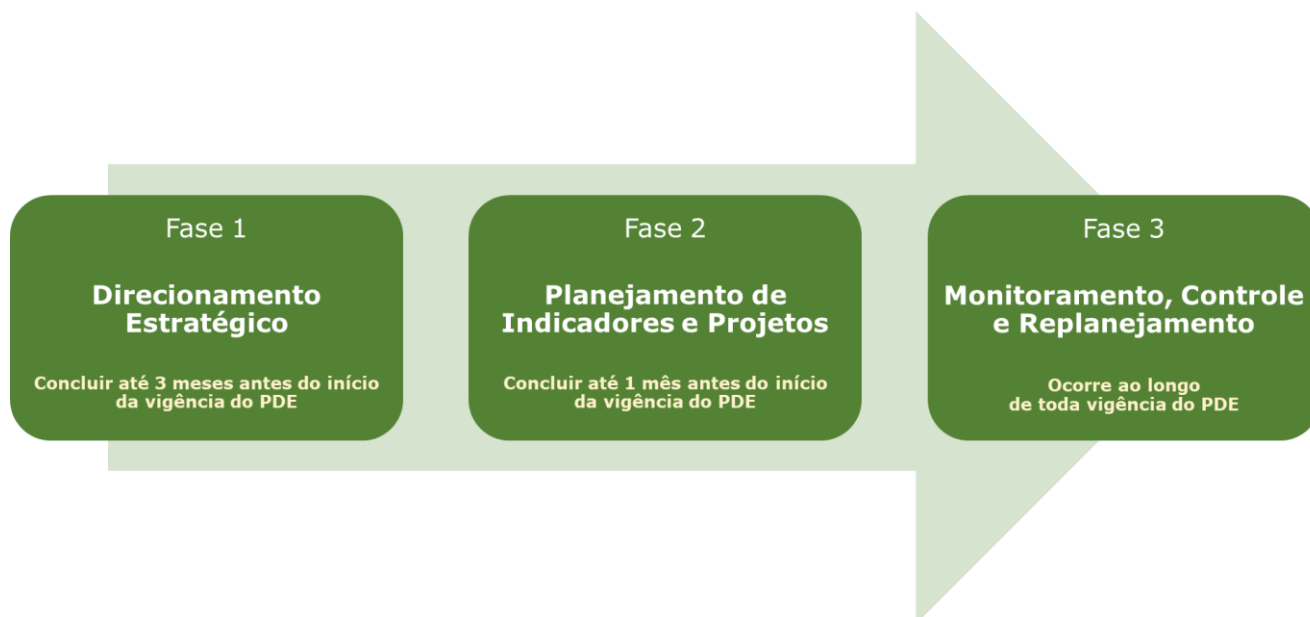 Fase 1
Direcionamento
Estratégico
Concluir até 3 meses antes do início
da vigência do PDE
Fase 2
Planejamento de
Indicadores e Projetos
Concluir até 1 mês antes do início
da vigência do PDE
Fase 3
Monitoramento, Controle
e Replanejamento
Ocorre ao longo
de toda vigência do PDE